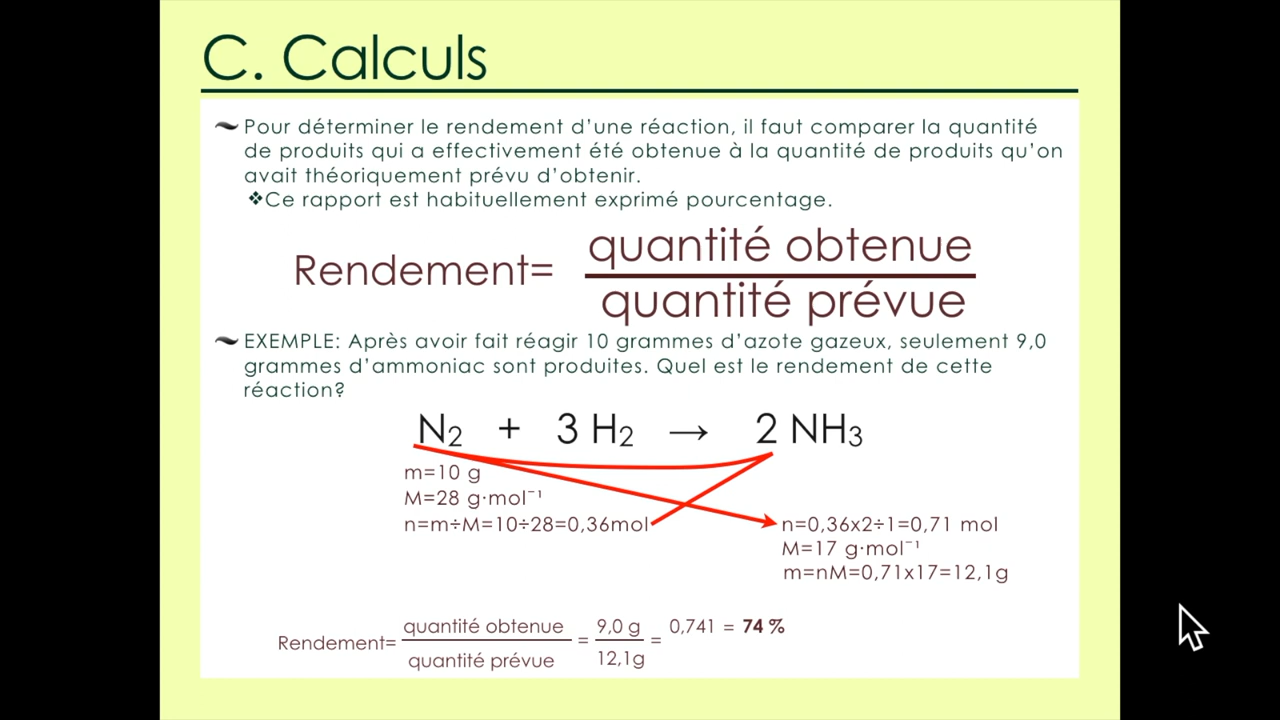 C. Calculs
Pour déterminer le rendement d’une réaction, il faut comparer la quantité
de produits qui a effectivement été obtenue à la quantité de produits qu’on
avait théoriquement prévu d’obtenir.
❖Ce rapport est habituellement exprimé pourcentage.
quantité obtenue
Rendement=
quantité prévue
EXEMPLE: Après avoir fait réagir 10 grammes d’azote gazeux, seulement 9,0
grammes d’ammoniac sont produites. Quel est le rendement de cette
réaction?
N₂ + 3 H₂ → 2 NH₃
m=10 g
M=28 g·mol⁻¹
n=m÷M=10÷28=0,36mol
n=0,36x2÷1=0,71 mol
M=17 g·mol⁻¹
m=nM=0,71x17=12,1g
quantité obtenue 9,0 g 0,741 = 74 %
Rendement= = =
quantité prévue 12,1g